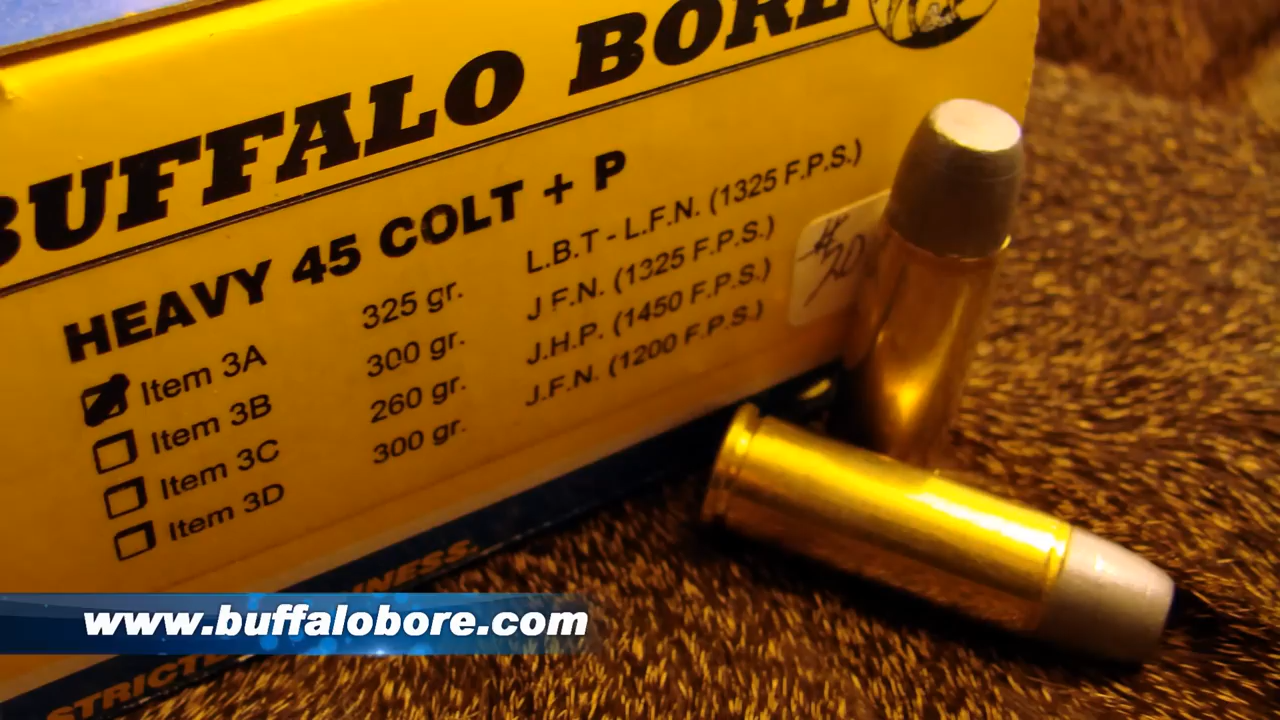 BUFFALO BORE
HEAVY 45 COLT + P
Item 3A 325 gr. L.B.T - L.F.N. (1325 F.P.S.)
Item 3B 300 gr. J F.N. (1325 F.P.S.)
Item 3C 260 gr. J.H.P. (1450 F.P.S.)
Item 3D 300 gr. J.F.N. (1200 F.P.S.)
20
www.buffalobore.com